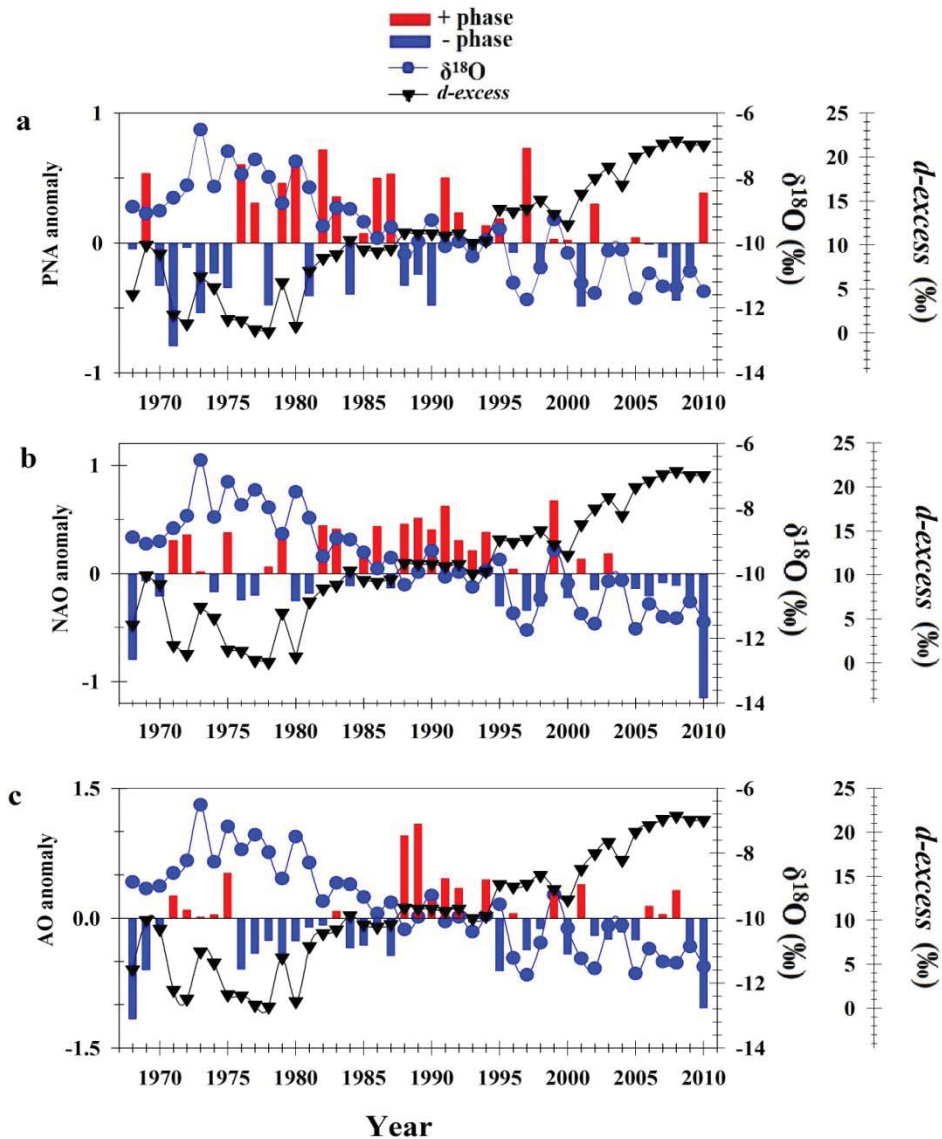 + phase
- phase
δ¹⁸O
d-excess
a
1
0
-1
PNA anomaly
-6
-8
-10
-12
-14
δ¹⁸O (‰)
25
20
15
10
5
0
d-excess (‰)
1970 1975 1980 1985 1990 1995 2000 2005 2010
b
1
0
-1
NAO anomaly
-6
-8
-10
-12
-14
δ¹⁸O (‰)
25
20
15
10
5
0
d-excess (‰)
1970 1975 1980 1985 1990 1995 2000 2005 2010
c
1.5
0.0
-1.5
AO anomaly
-6
-8
-10
-12
-14
δ¹⁸O (‰)
25
20
15
10
5
0
d-excess (‰)
1970 1975 1980 1985 1990 1995 2000 2005 2010
Year